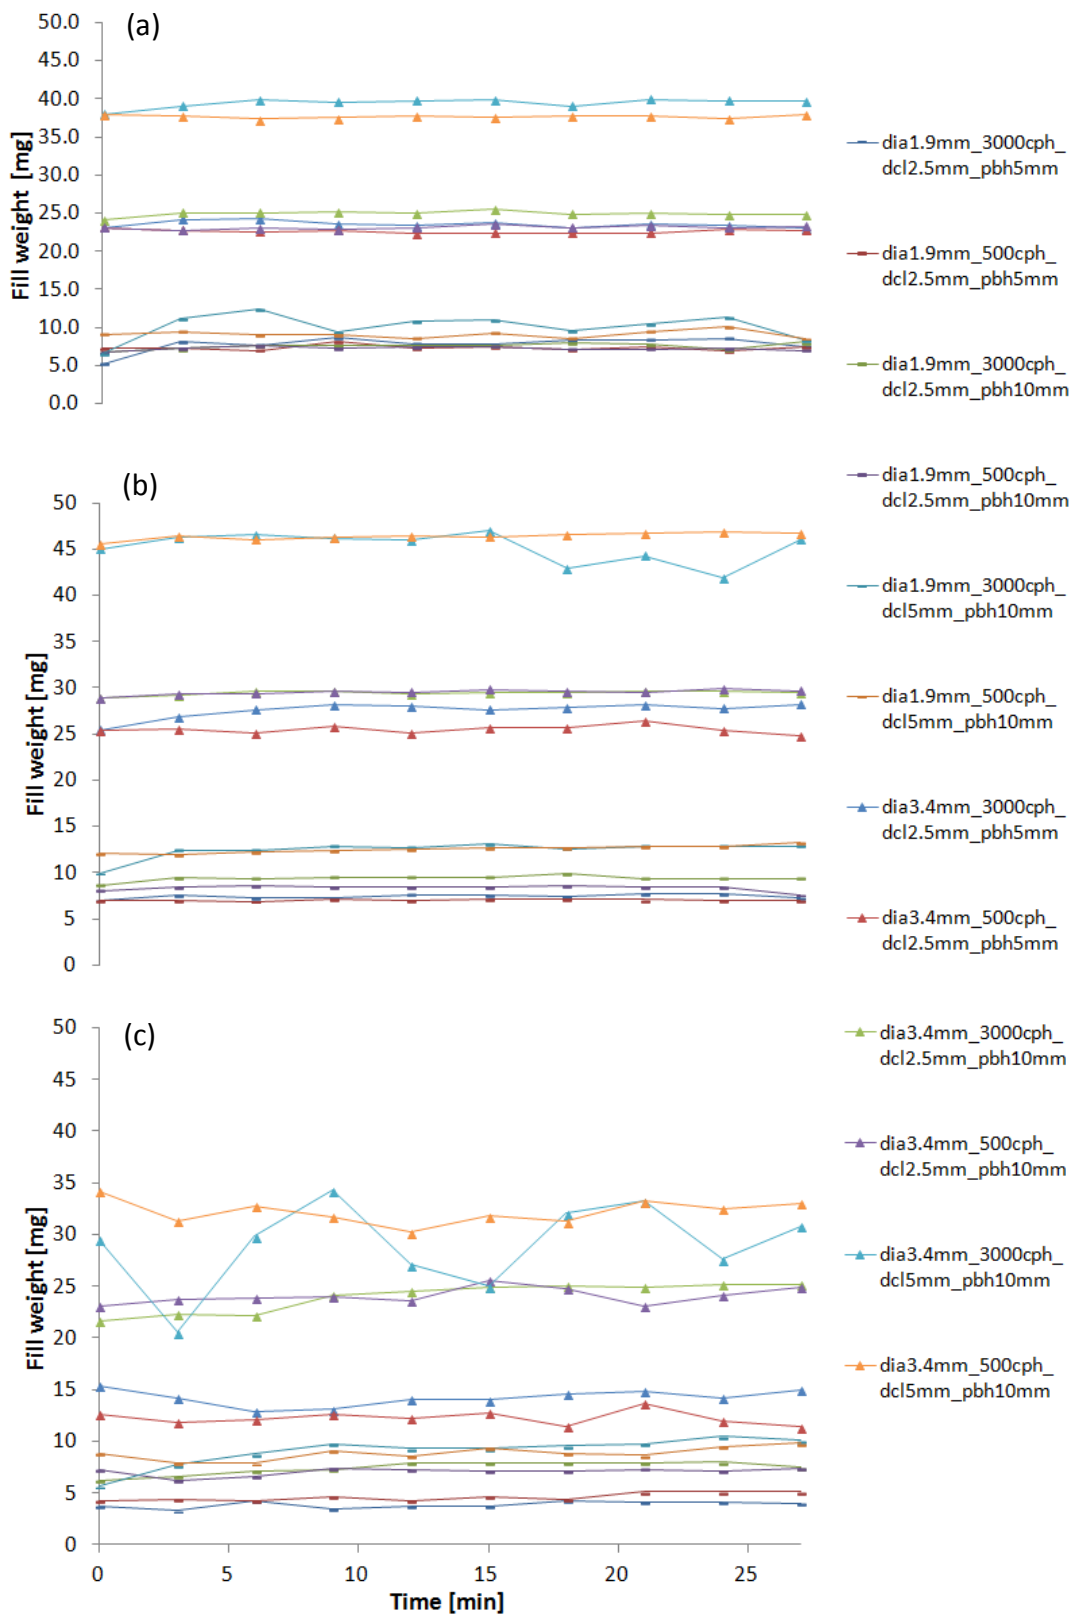 (a)
50.0
45.0
40.0
35.0
30.0
25.0
20.0
15.0
10.0
5.0
0.0
Fill weight [mg]
(b)
50
45
40
35
30
25
20
15
10
5
0
Fill weight [mg]
(c)
50
45
40
35
30
25
20
15
10
5
0
Fill weight [mg]
0
5
10
15
20
25
Time [min]
dia1.9mm_3000cph_
dcl2.5mm_pbh5mm
dia1.9mm_500cph_
dcl2.5mm_pbh5mm
dia1.9mm_3000cph_
dcl2.5mm_pbh10mm
dia1.9mm_500cph_
dcl2.5mm_pbh10mm
dia1.9mm_3000cph_
dcl5mm_pbh10mm
dia1.9mm_500cph_
dcl5mm_pbh10mm
dia3.4mm_3000cph_
dcl2.5mm_pbh5mm
dia3.4mm_500cph_
dcl2.5mm_pbh5mm
dia3.4mm_3000cph_
dcl2.5mm_pbh10mm
dia3.4mm_500cph_
dcl2.5mm_pbh10mm
dia3.4mm_3000cph_
dcl5mm_pbh10mm
dia3.4mm_500cph_
dcl5mm_pbh10mm